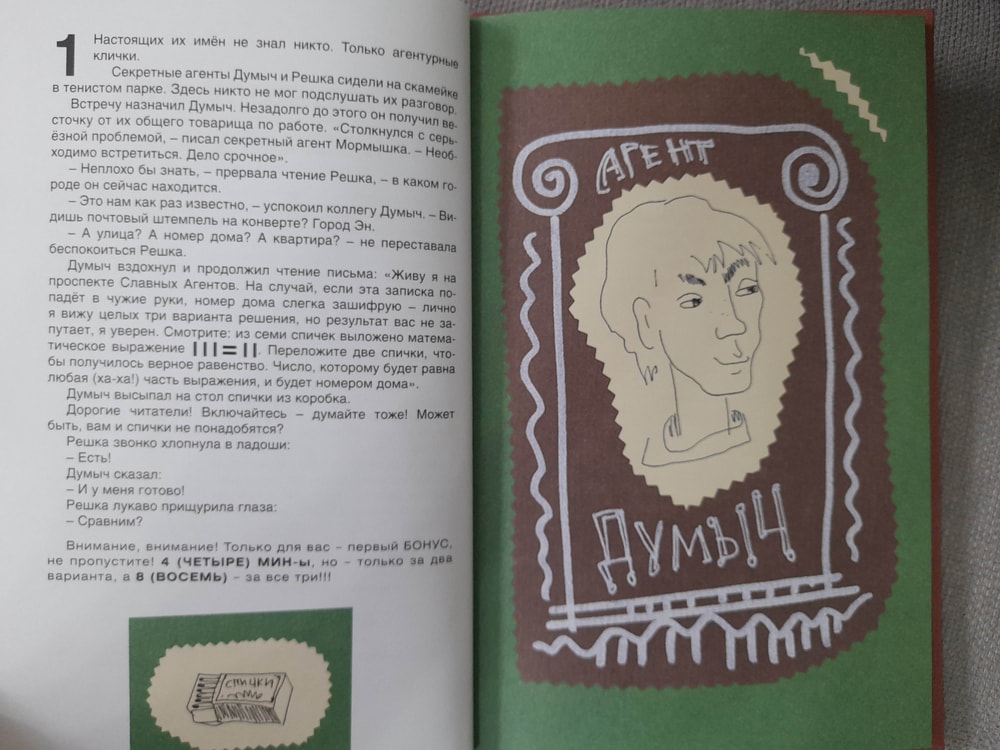 1 Настоящих их имён не знал никто. Только агентурные
клички.
Секретные агенты Думыч и Решка сидели на скамейке
в тенистом парке. Здесь никто не мог подслушать их разговор.
Встречу назначил Думыч. Незадолго до этого он получил ве-
сточку от их общего товарища по работе. «Столкнулся с серь-
ёзной проблемой, – писал секретный агент Мормышка. – Необ-
ходимо встретиться. Дело срочное».
– Неплохо бы знать, – прервала чтение Решка, – в каком го-
роде он сейчас находится.
– Это нам как раз известно, – успокоил коллегу Думыч. – Ви-
дишь почтовый штемпель на конверте? Город Эн.
– А улица? А номер дома? А квартира? – не переставала
беспокоиться Решка.
Думыч вздохнул и продолжил чтение письма: «Живу я на
проспекте Славных Агентов. На случай, если эта записка по-
падёт в чужие руки, номер дома слегка зашифрую – лично
я вижу целых три варианта решения, но результат вас не за-
путает, я уверен. Смотрите: из семи спичек выложено матема-
тическое выражение III=II. Переложите две спички, что-
бы получилось верное равенство. Число, которому будет равна
любая (ха-ха!) часть выражения, и будет номером дома».
Думыч высыпал на стол спички из коробка.
Дорогие читатели! Включайтесь – думайте тоже! Может
быть, вам и спички не понадобятся?
Решка звонко хлопнула в ладоши:
– Есть!
Думыч сказал:
– И у меня готово!
Решка лукаво прищурила глаза:
– Сравним?
Внимание, внимание! Только для вас – первый БОНУС,
не пропустите! 4 (ЧЕТЫРЕ) МИН-ы, но – только за два
варианта, а 8 (ВОСЕМЬ) – за все три!!!
СПИЧКИ
АГЕНТ
ДУМЫЧ